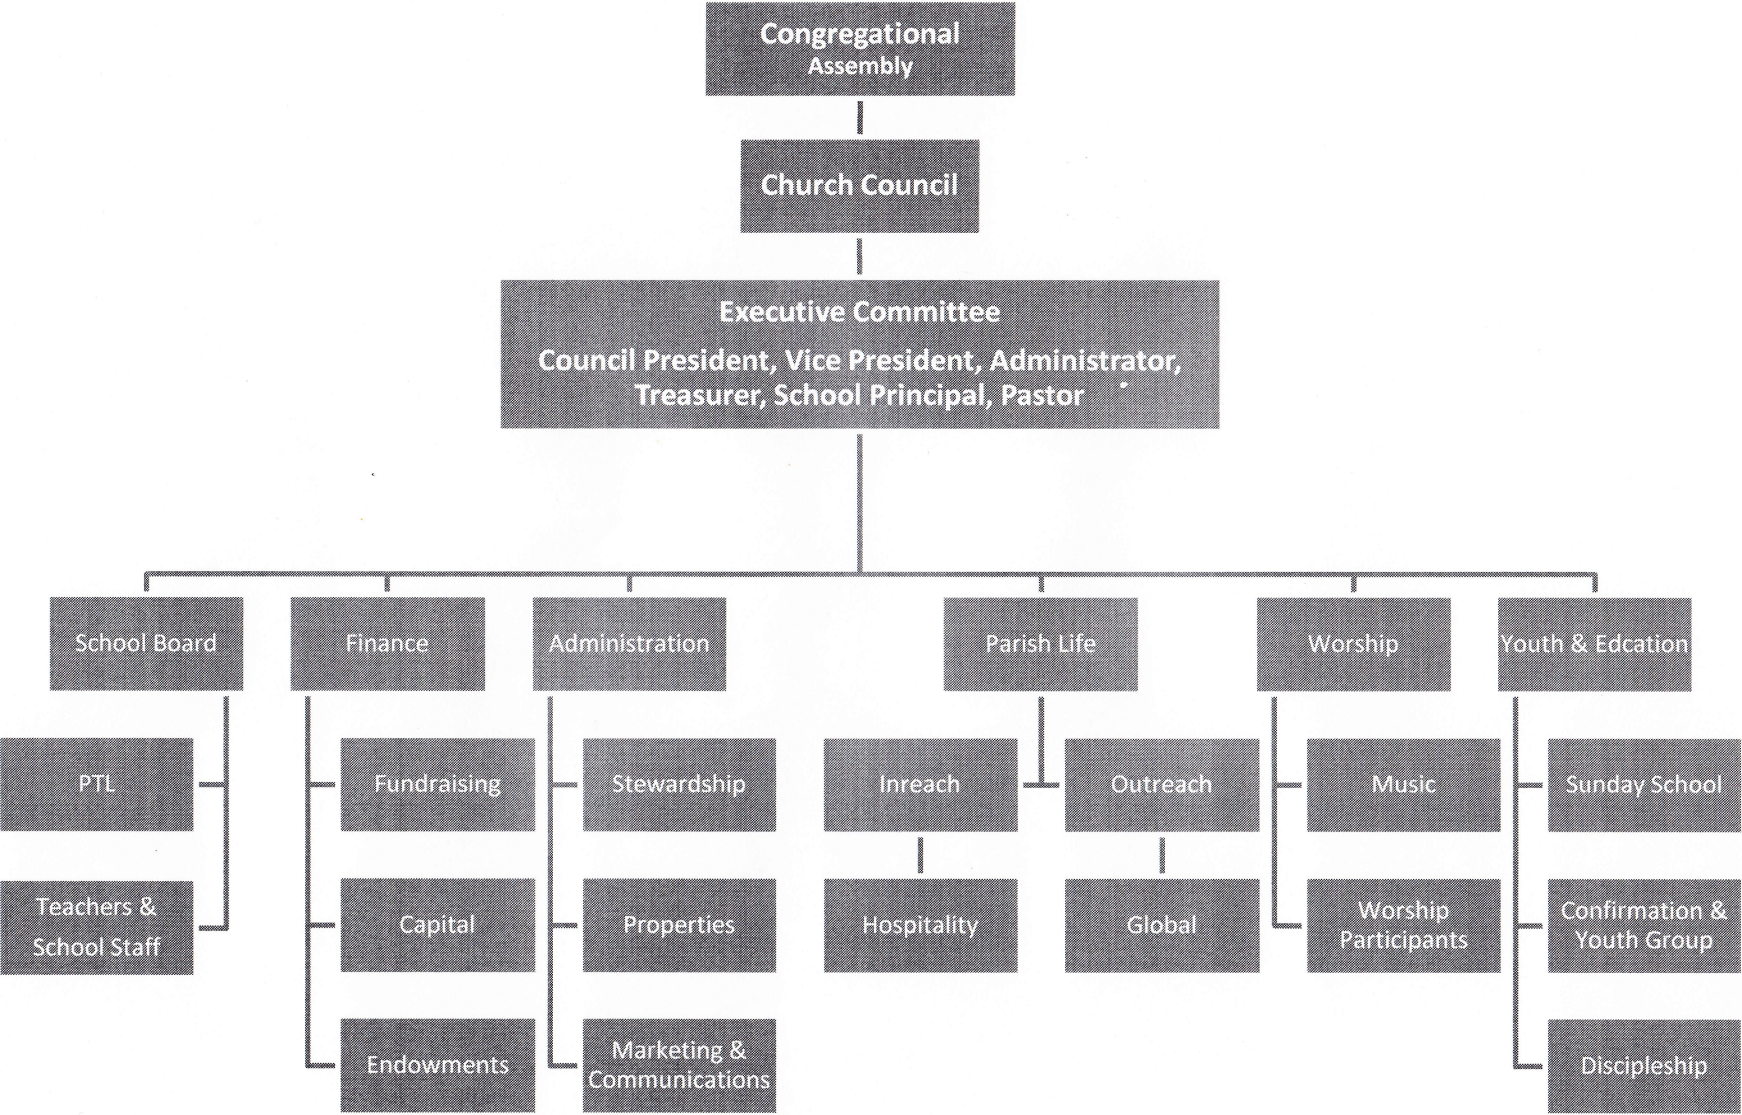 Congregational
Assembly
Church Council
Executive Committee
Council President, Vice President, Administrator,
Treasurer, School Principal, Pastor
School Board
Finance
Administration
Parish Life
Worship
Youth & Edcation
PTL
Fundraising
Stewardship
Inreach
Outreach
Music
Sunday School
Teachers &
School Staff
Capital
Properties
Hospitality
Global
Worship
Participants
Confirmation &
Youth Group
Endowments
Marketing &
Communications
Discipleship